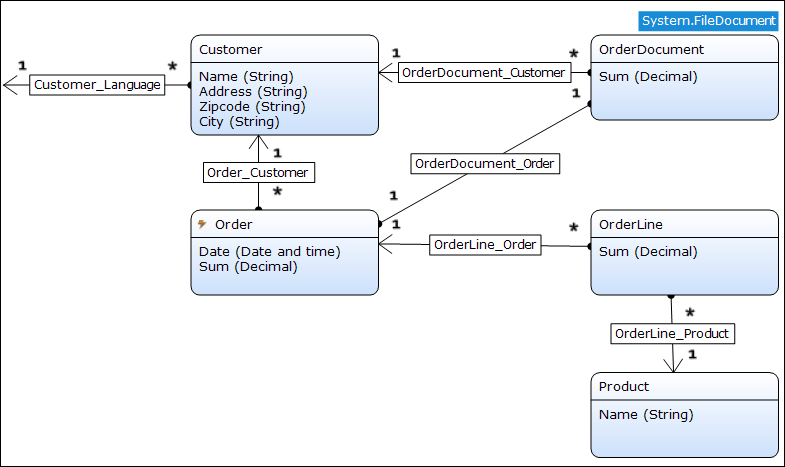 System.FileDocument
Customer
Name (String)
Address (String)
Zipcode (String)
City (String)
1
*
Customer_Language
1
*
OrderDocument_Customer
OrderDocument
Sum (Decimal)
1
OrderDocument_Order
1
1
Order_Customer
*
Order
Date (Date and time)
Sum (Decimal)
1
*
OrderLine_Order
OrderLine
Sum (Decimal)
*
OrderLine_Product
1
Product
Name (String)